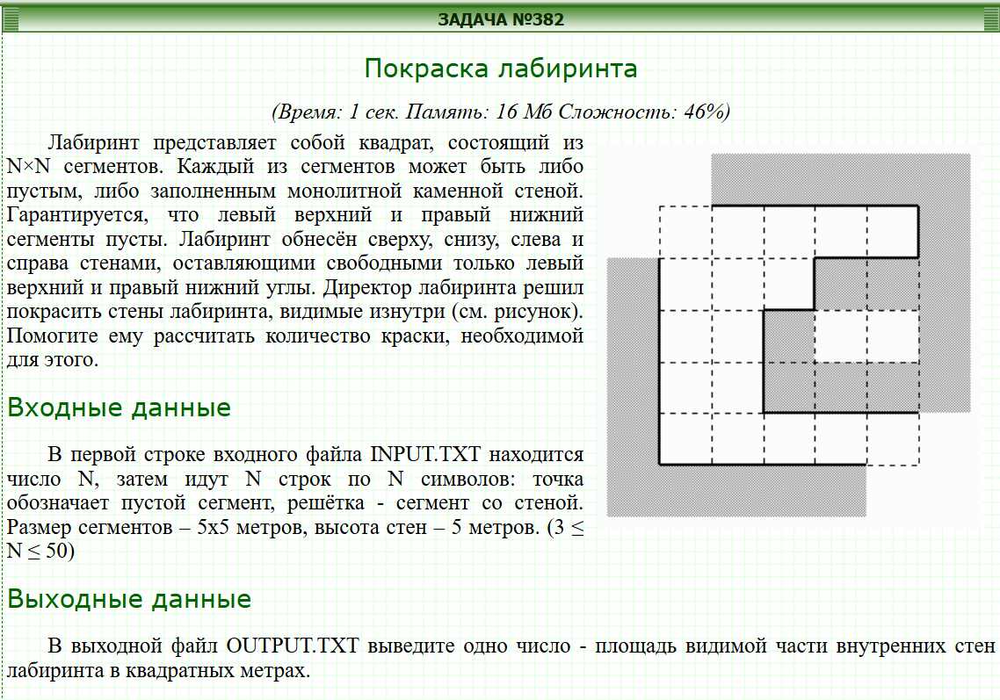 ЗАДАЧА №382
Покраска лабиринта
(Время: 1 сек. Память: 16 Мб Сложность: 46%)
Лабиринт представляет собой квадрат, состоящий из
N×N сегментов. Каждый из сегментов может быть либо
пустым, либо заполненным монолитной каменной стеной.
Гарантируется, что левый верхний и правый нижний
сегменты пусты. Лабиринт обнесён сверху, снизу, слева и
справа стенами, оставляющими свободными только левый
верхний и правый нижний углы. Директор лабиринта решил
покрасить стены лабиринта, видимые изнутри (см. рисунок).
Помогите ему рассчитать количество краски, необходимой
для этого.
Входные данные
В первой строке входного файла INPUT.TXT находится
число N, затем идут N строк по N символов: точка
обозначает пустой сегмент, решётка - сегмент со стеной.
Размер сегментов – 5х5 метров, высота стен – 5 метров. (3 ≤
N ≤ 50)
Выходные данные
В выходной файл OUTPUT.TXT выведите одно число - площадь видимой части внутренних стен
лабиринта в квадратных метрах.